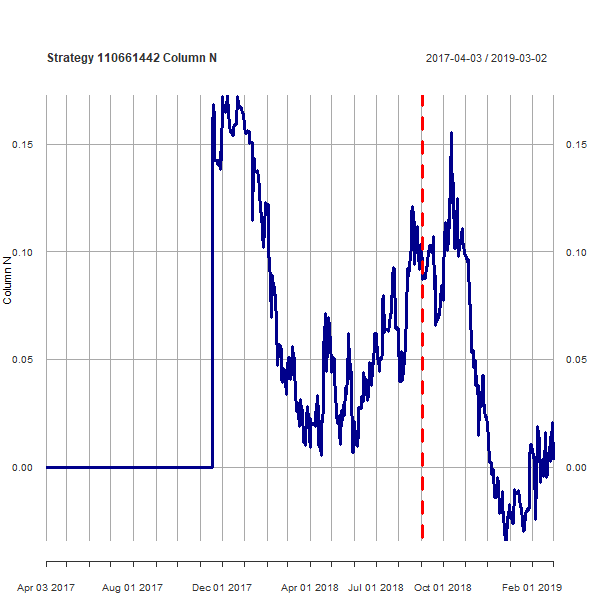 Strategy 110661442 Column N
2017-04-03 / 2019-03-02
0.15
0.15
0.10
0.10
Column N
0.05
0.05
0.00
0.00
Apr 03 2017
Aug 01 2017
Dec 01 2017
Apr 01 2018
Jul 01 2018
Oct 01 2018
Feb 01 2019